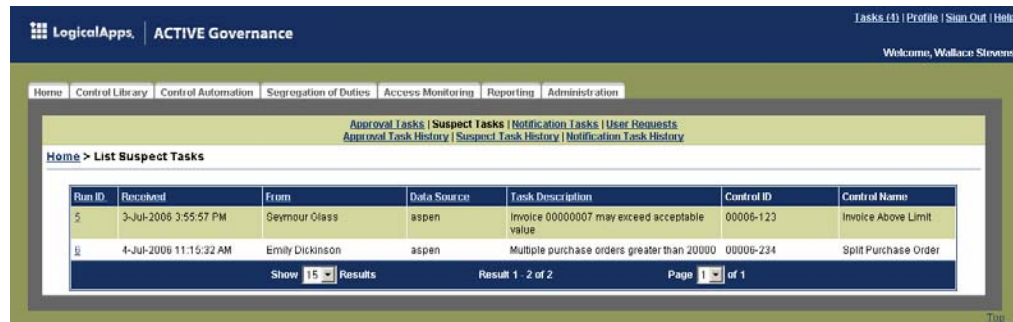 Tasks (4) | Profile | Sign Out | Help
LogicalApps. ACTIVE Governance
Welcome, Wallace Stevens
Home Control Library Control Automation Segregation of Duties Access Monitoring Reporting Administration
Approval Tasks | Suspect Tasks | Notification Tasks | User Requests
Approval Task History | Suspect Task History | Notification Task History
Home > List Suspect Tasks
Run ID Received From Data Source Task Description Control ID Control Name
5 3-Jul-2006 3:55:57 PM Seymour Glass aspen Invoice 00000007 may exceed acceptable value 00006-123 Invoice Above Limit
6 4-Jul-2006 11:15:32 AM Emily Dickinson aspen Multiple purchase orders greater than 20000 00006-234 Split Purchase Order
Show 15 Results Result 1 - 2 of 2 Page 1 of 1
Top